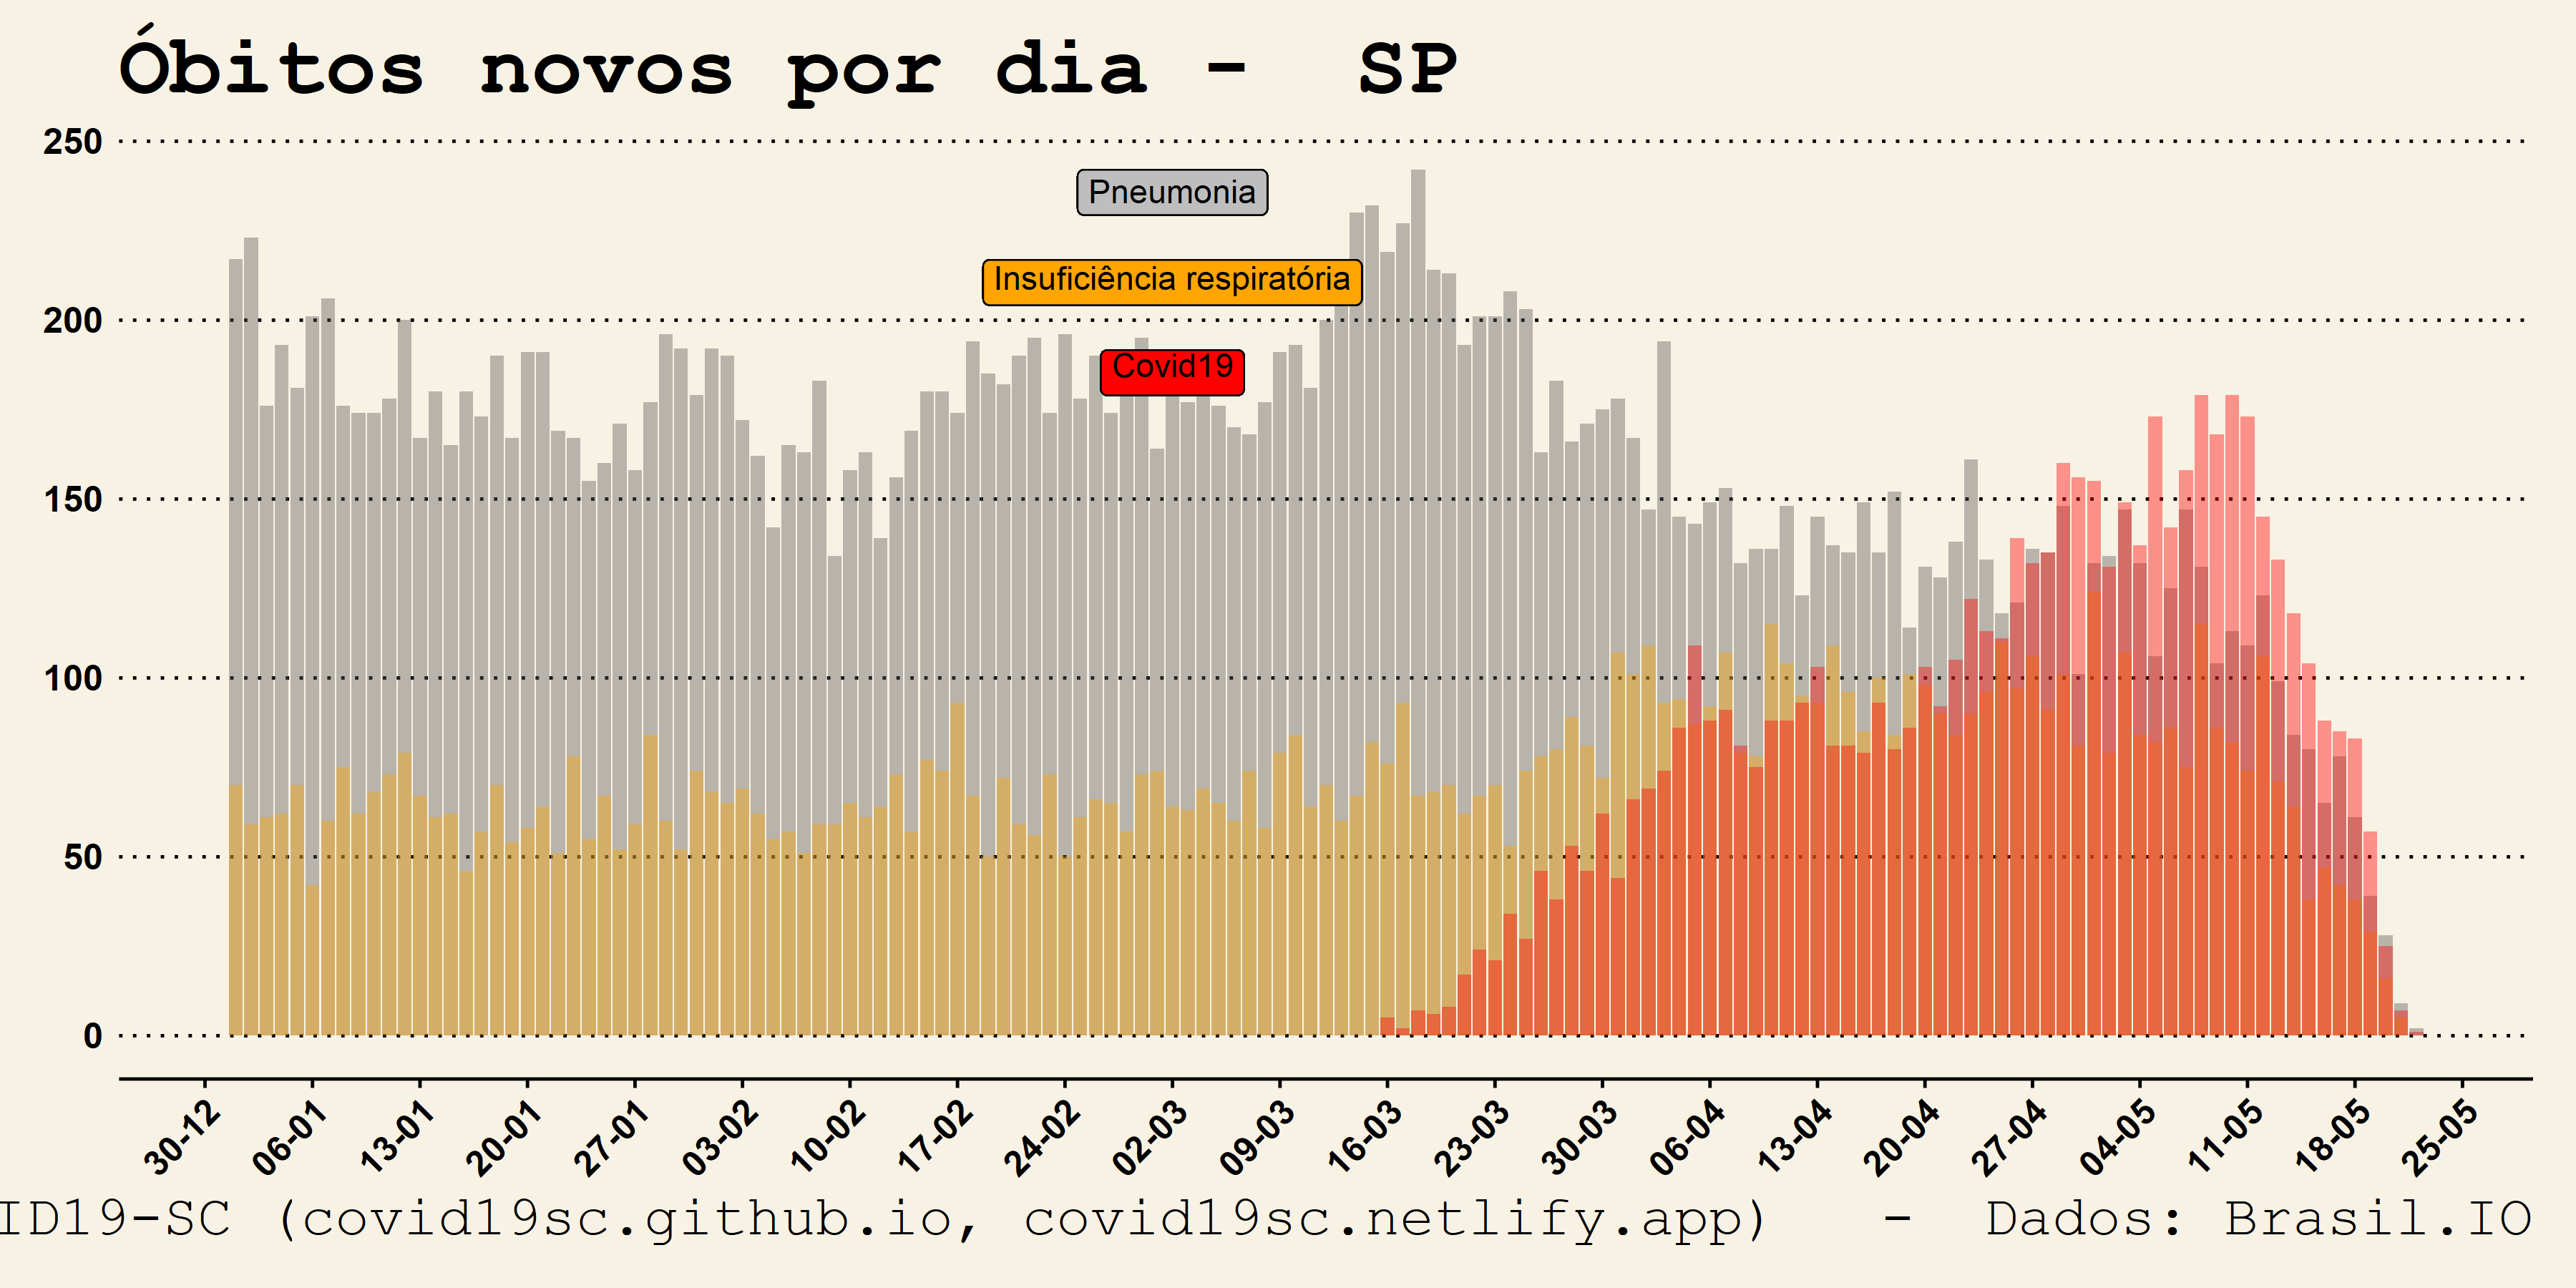 Óbitos novos por dia - SP
250
200
150
100
50
0
Pneumonia
Insuficiência respiratória
Covid19
30-12 06-01 13-01 20-01 27-01 03-02 10-02 17-02 24-02 02-03 09-03 16-03 23-03 30-03 06-04 13-04 20-04 27-04 04-05 11-05 18-05 25-05
ID19-SC (covid19sc.github.io, covid19sc.netlify.app) - Dados: Brasil.IO